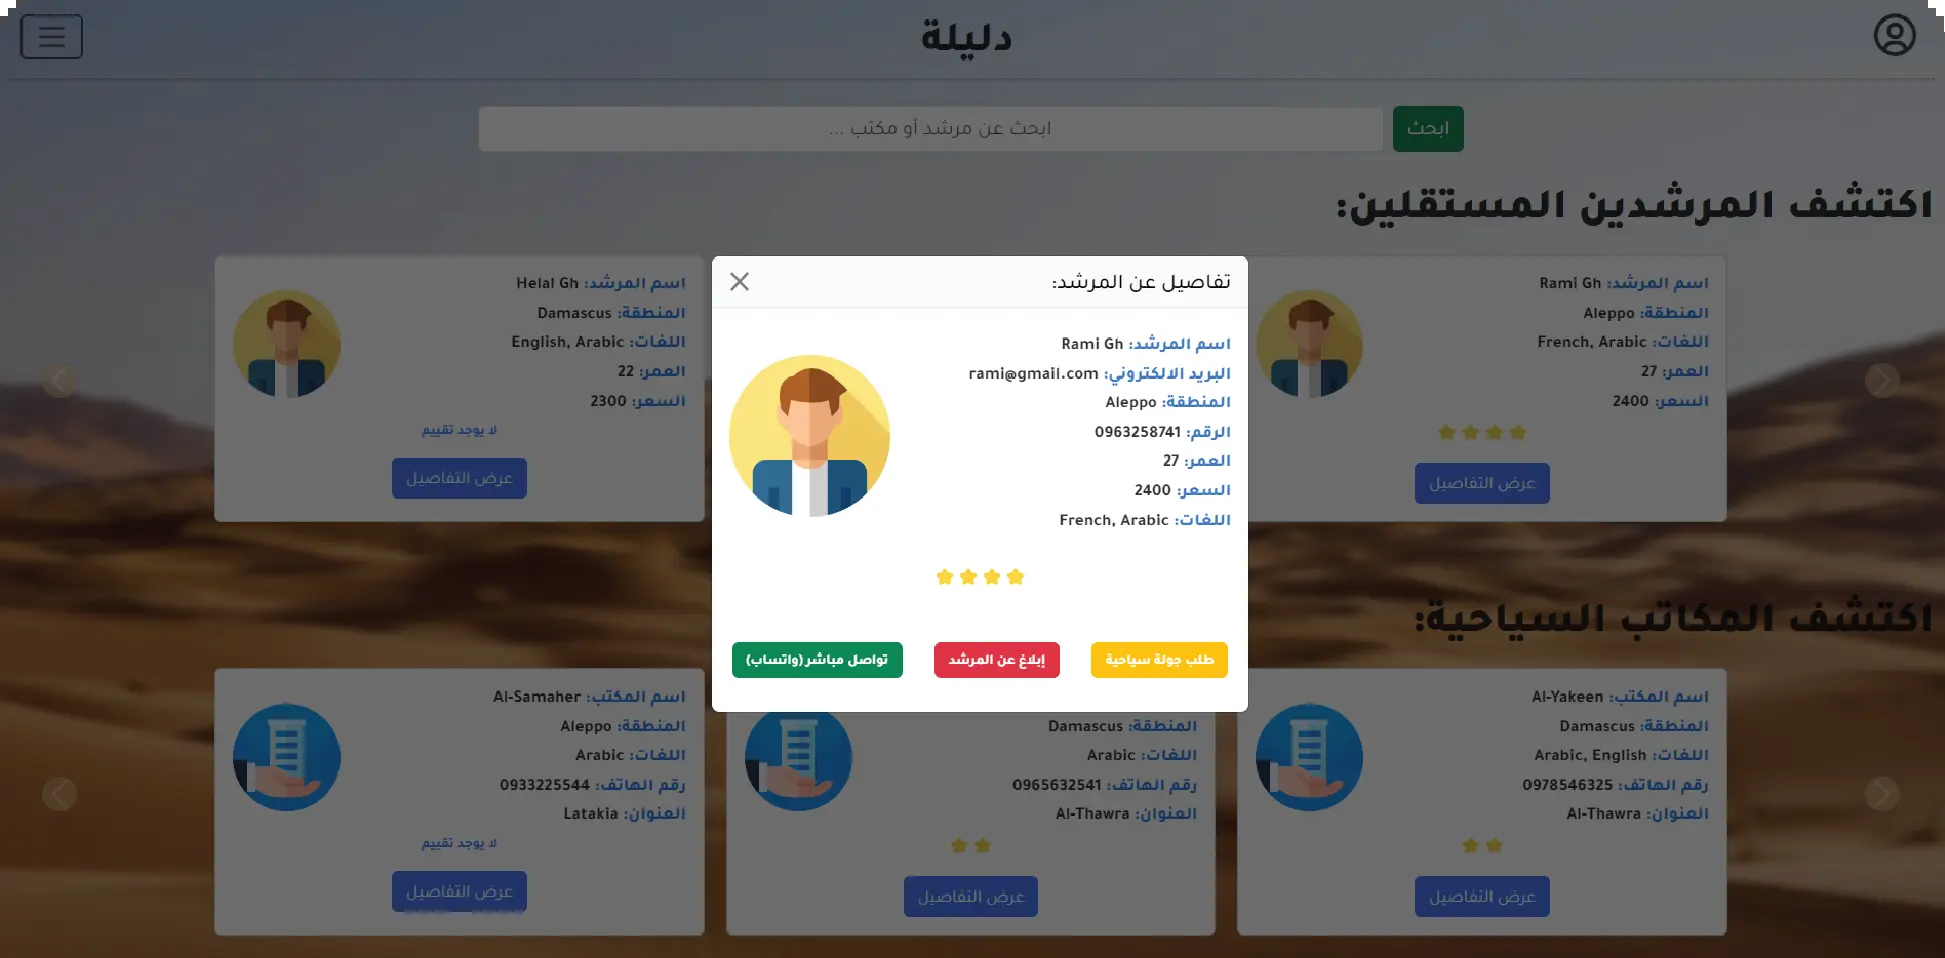 دليلة
ابحث عن مرشد أو مكتب ...
ابحث
اكتشف المرشدين المستقلين:
اسم المرشد: Rami Gh
المنطقة: Aleppo
اللغات: French, Arabic
العمر: 27
السعر: 2400
عرض التفاصيل
تفاصيل عن المرشد:
اسم المرشد: Rami Gh
البريد الالكتروني: rami@gmail.com
المنطقة: Aleppo
الرقم: 0963258741
العمر: 27
السعر: 2400
اللغات: French, Arabic
طلب جولة سياحية
إبلاغ عن المرشد
تواصل مباشر (واتساب)
اسم المرشد: Helal Gh
المنطقة: Damascus
اللغات: English, Arabic
العمر: 22
السعر: 2300
لا يوجد تقييم
عرض التفاصيل
اكتشف المكاتب السياحية:
اسم المكتب: Al-Yakeen
المنطقة: Damascus
اللغات: Arabic, English
رقم الهاتف: 0978546325
العنوان: Al-Thawra
عرض التفاصيل
المنطقة: Damascus
اللغات: Arabic
رقم الهاتف: 0965632541
العنوان: Al-Thawra
عرض التفاصيل
اسم المكتب: Al-Samaher
المنطقة: Aleppo
اللغات: Arabic
رقم الهاتف: 0933225544
العنوان: Latakia
لا يوجد تقييم
عرض التفاصيل